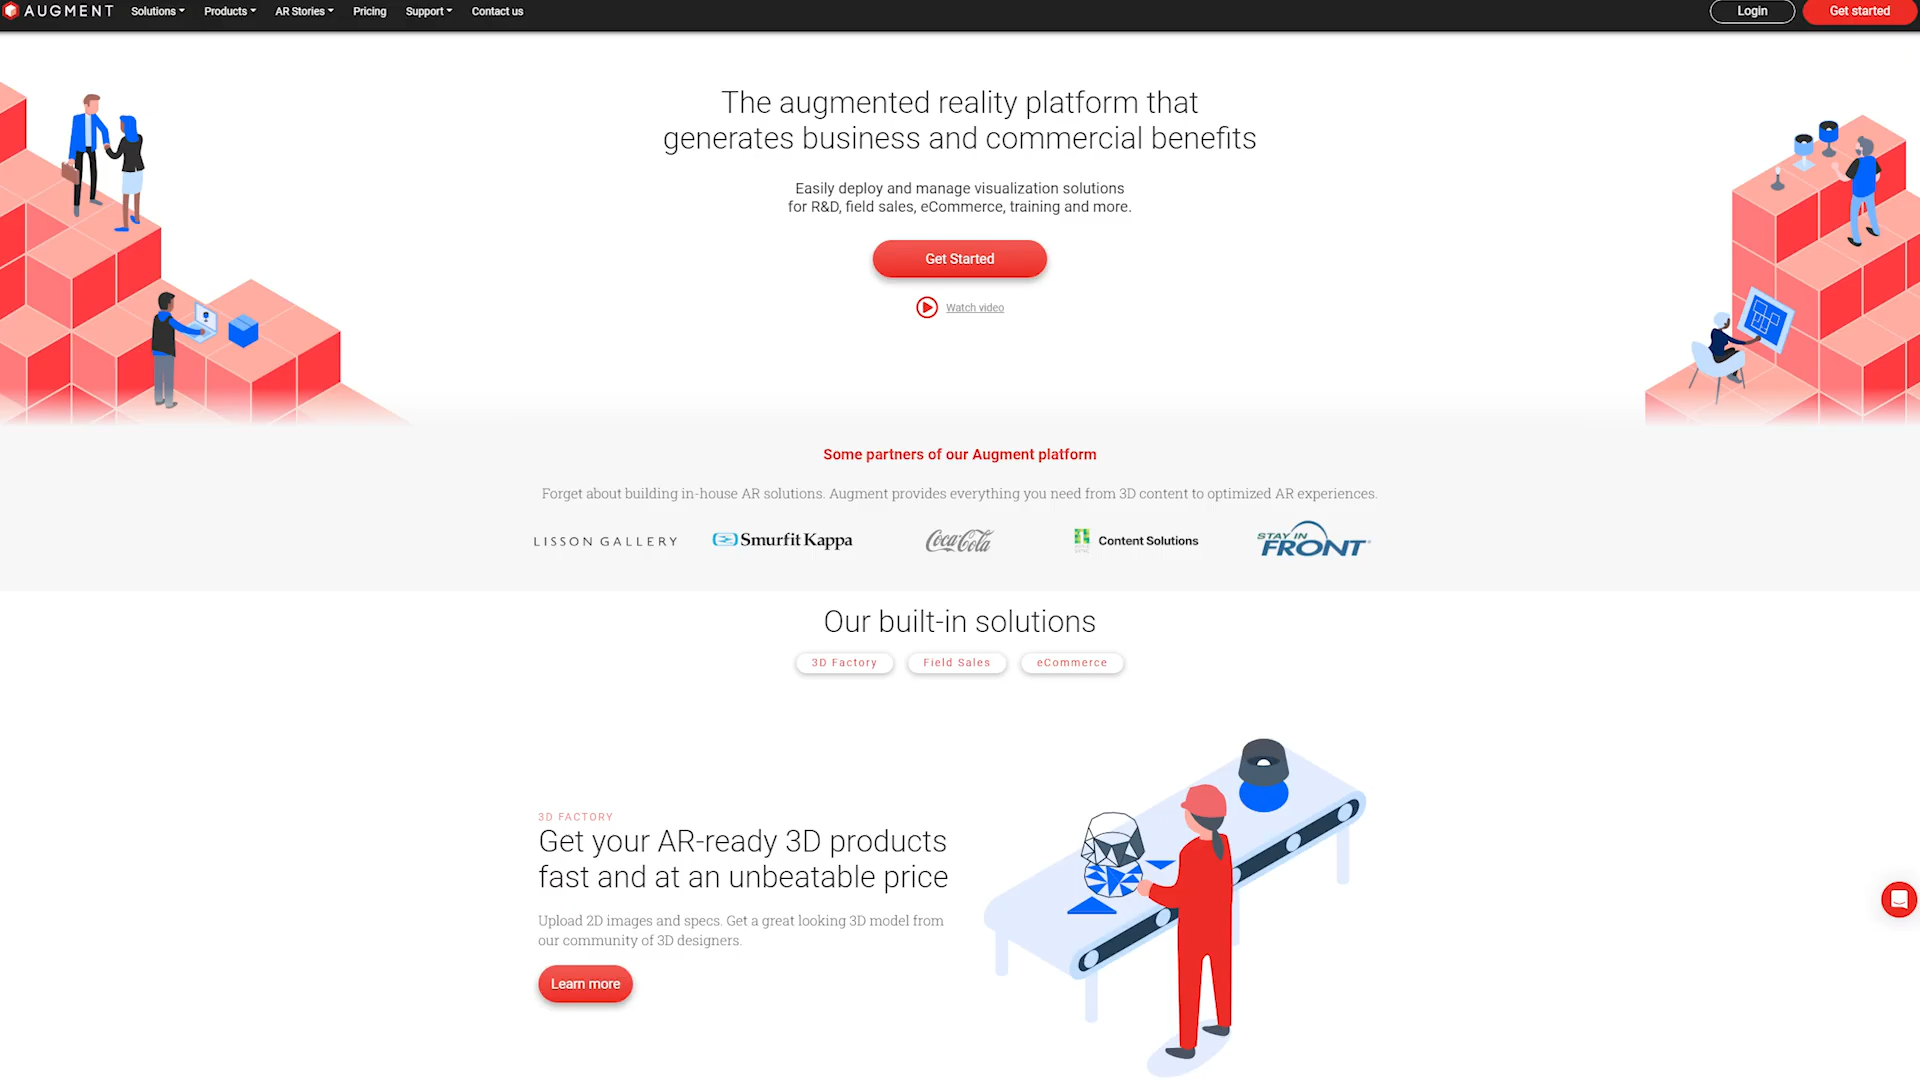 AUGMENT Solutions Products AR Stories Pricing Support Contact us Login Get started
The augmented reality platform that
generates business and commercial benefits
Easily deploy and manage visualization solutions
for R&D, field sales, eCommerce, training and more.
Get Started
Watch video
Some partners of our Augment platform
Forget about building in-house AR solutions. Augment provides everything you need from 3D content to optimized AR experiences.
LISSON GALLERY Smurfit Kappa Coca-Cola Content Solutions STAY IN FRONT
Our built-in solutions
3D Factory Field Sales eCommerce
3D FACTORY
Get your AR-ready 3D products
fast and at an unbeatable price
Upload 2D images and specs. Get a great looking 3D model from
our community of 3D designers.
Learn more